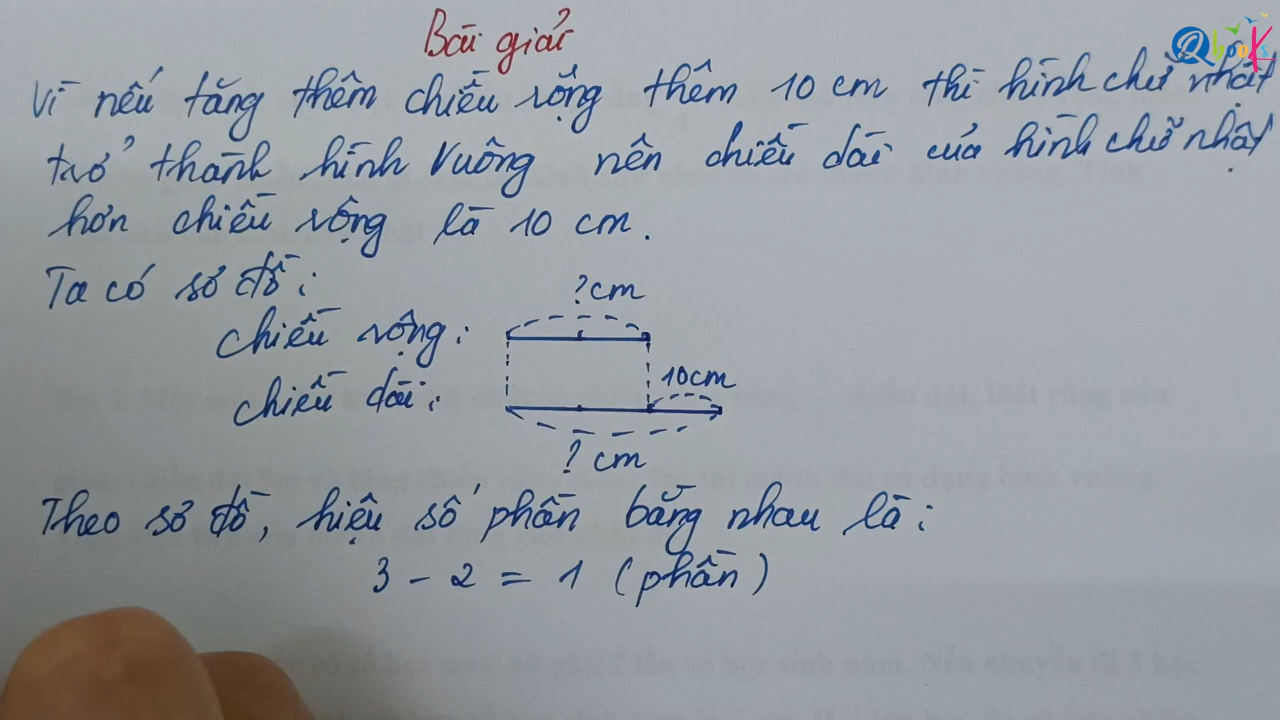 Bài giải
Qbooks
Vì nếu tăng thêm chiều rộng thêm 10 cm thì hình chữ nhật
trở thành hình vuông nên chiều dài của hình chữ nhật
hơn chiều rộng là 10 cm.
Ta có sơ đồ:
? cm
chiều rộng:
10cm
chiều dài:
? cm
Theo sơ đồ, hiệu số phần bằng nhau là:
3 - 2 = 1 (phần)